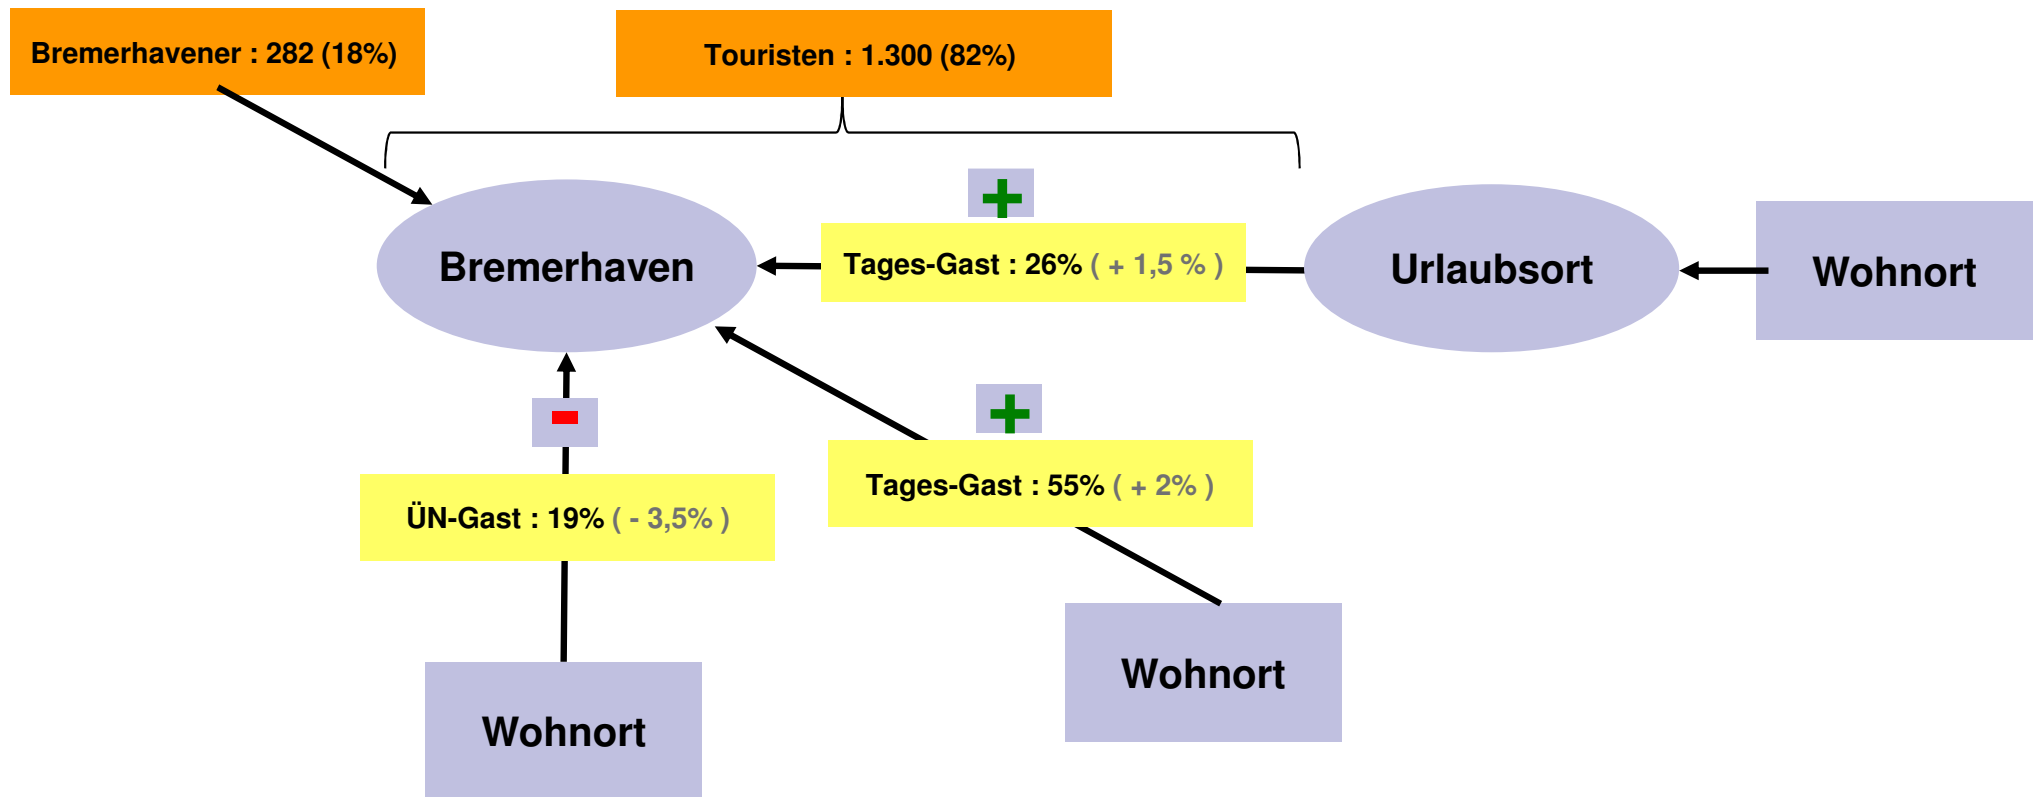 Bremerhavener : 282 (18%)
Touristen : 1.300 (82%)
+
Bremerhaven
Tages-Gast : 26% ( + 1,5 % )
Urlaubsort
Wohnort
-
+
Tages-Gast : 55% ( + 2% )
ÜN-Gast : 19% ( - 3,5% )
Wohnort
Wohnort